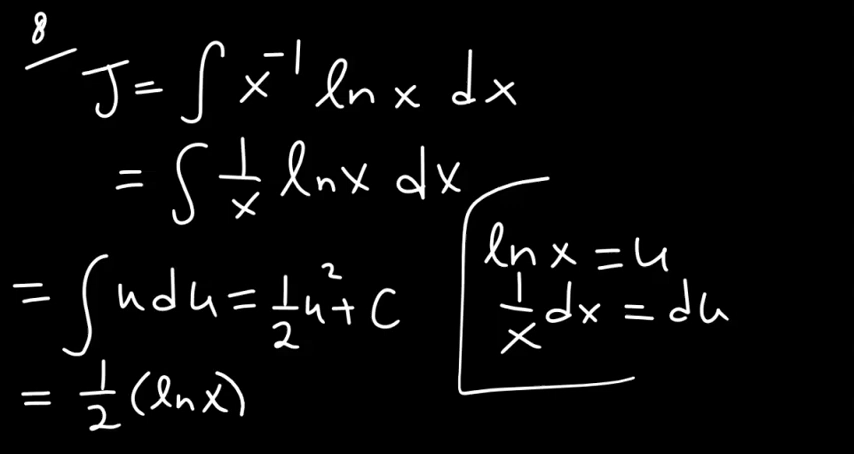 8
J = ∫ x⁻¹ ln x dx
= ∫ 1/x ln x dx
ln x = u
1/x dx = du
= ∫ u du = 1/2 u² + C
= 1/2 (ln x)